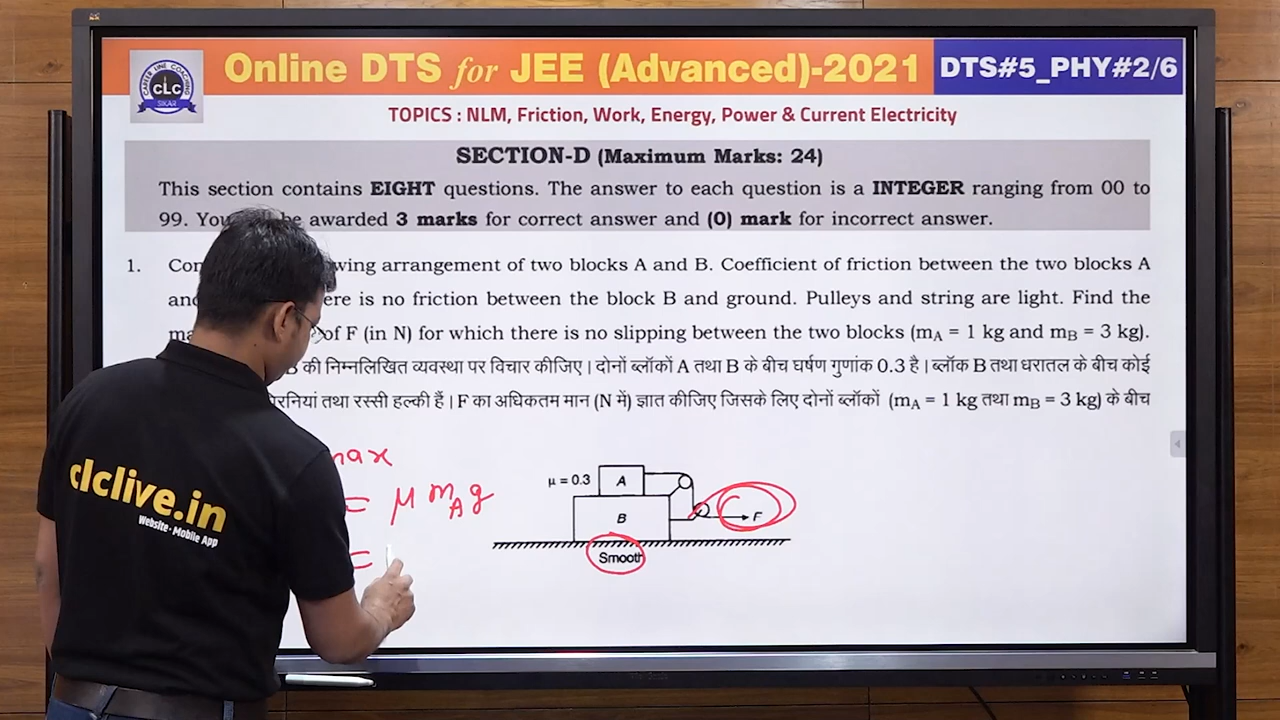 Online DTS for JEE (Advanced)-2021
DTS#5_PHY#2/6
CAREER LINE COACHING
CLC
SIKAR
TOPICS : NLM, Friction, Work, Energy, Power & Current Electricity
SECTION-D (Maximum Marks: 24)
This section contains EIGHT questions. The answer to each question is a INTEGER ranging from 00 to
99. You be awarded 3 marks for correct answer and (0) mark for incorrect answer.
1. Con wing arrangement of two blocks A and B. Coefficient of friction between the two blocks A
ere is no friction between the block B and ground. Pulleys and string are light. Find the
of F (in N) for which there is no slipping between the two blocks (mA = 1 kg and mB = 3 kg).
B की निम्नलिखित व्यवस्था पर विचार कीजिए। दोनों ब्लॉकों A तथा B के बीच घर्षण गुणांक 0.3 है। ब्लॉक B तथा धरातल के बीच कोई
तथा रस्सी हल्की हैं। F का अधिकतम मान (N में) ज्ञात कीजिए जिसके लिए दोनों ब्लॉकों (mA = 1 kg तथा mB = 3 kg) के बीच
max
= μ mA g
=
μ = 0.3
A
B
F
Smooth
clclive.in
Website · Mobile App